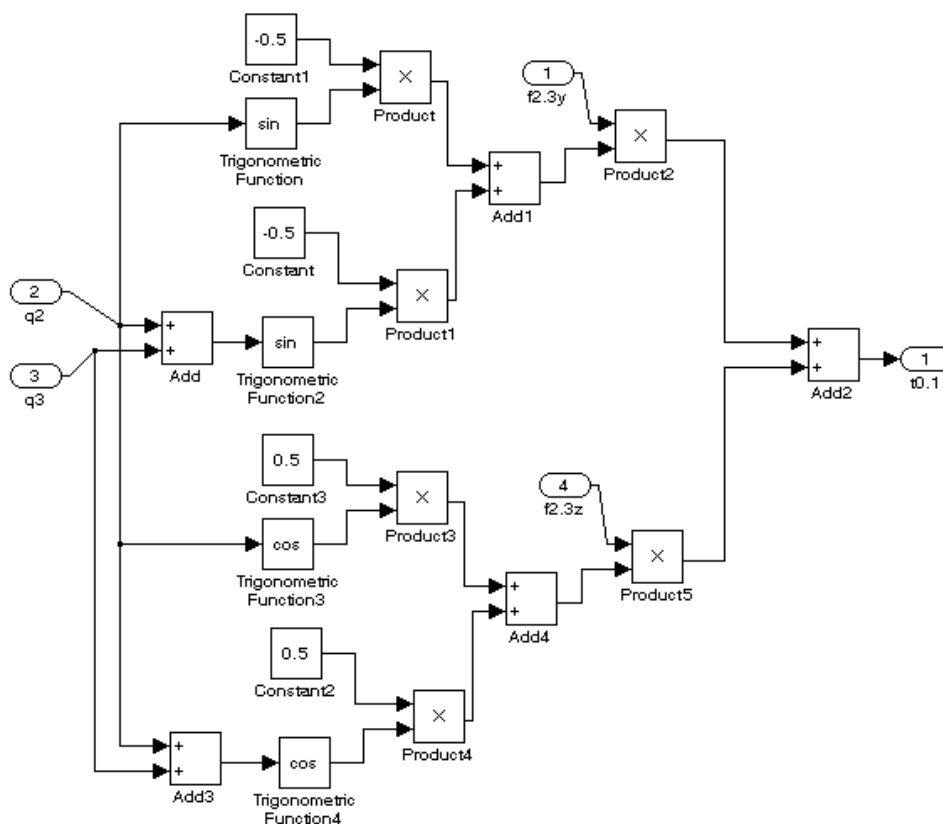 -0.5
Constant1
×
Product
sin
Trigonometric
Function
1
f2.3y
×
Product2
+
+
Add1
-0.5
Constant
×
Product1
2
q2
+
+
Add
sin
Trigonometric
Function2
3
q3
+
+
Add2
1
t0.1
0.5
Constant3
×
Product3
cos
Trigonometric
Function3
4
f2.3z
×
Product5
+
+
Add4
0.5
Constant2
×
Product4
+
+
Add3
cos
Trigonometric
Function4